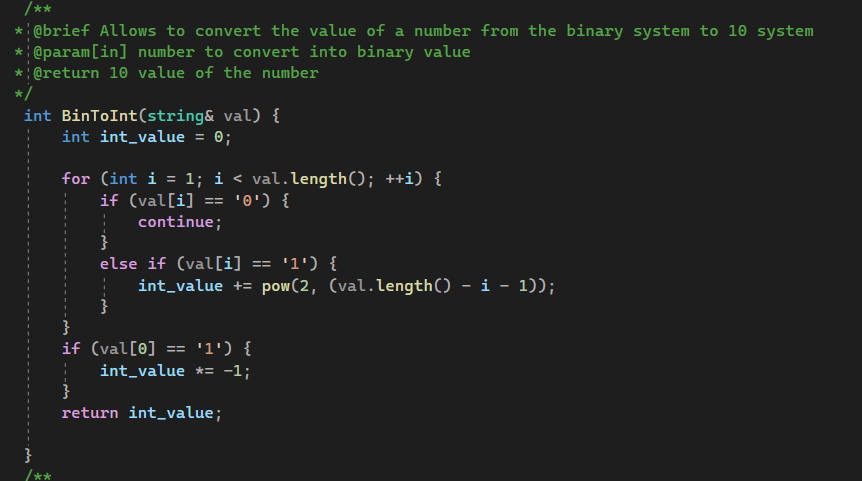 /**
* @brief Allows to convert the value of a number from the binary system to 10 system
* @param[in] number to convert into binary value
* @return 10 value of the number
*/
int BinToInt(string& val) {
    int int_value = 0;

    for (int i = 1; i < val.length(); ++i) {
        if (val[i] == '0') {
            continue;
        }
        else if (val[i] == '1') {
            int_value += pow(2, (val.length() - i - 1));
        }
    }
    if (val[0] == '1') {
        int_value *= -1;
    }
    return int_value;

}
/**